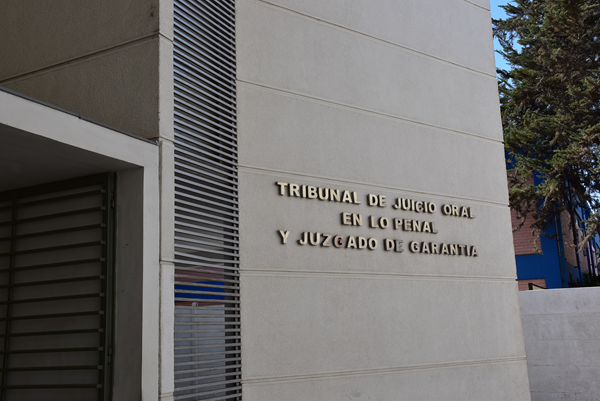 TRIBUNAL DE JUICIO ORAL
EN LO PENAL
Y JUZGADO DE GARANTIA